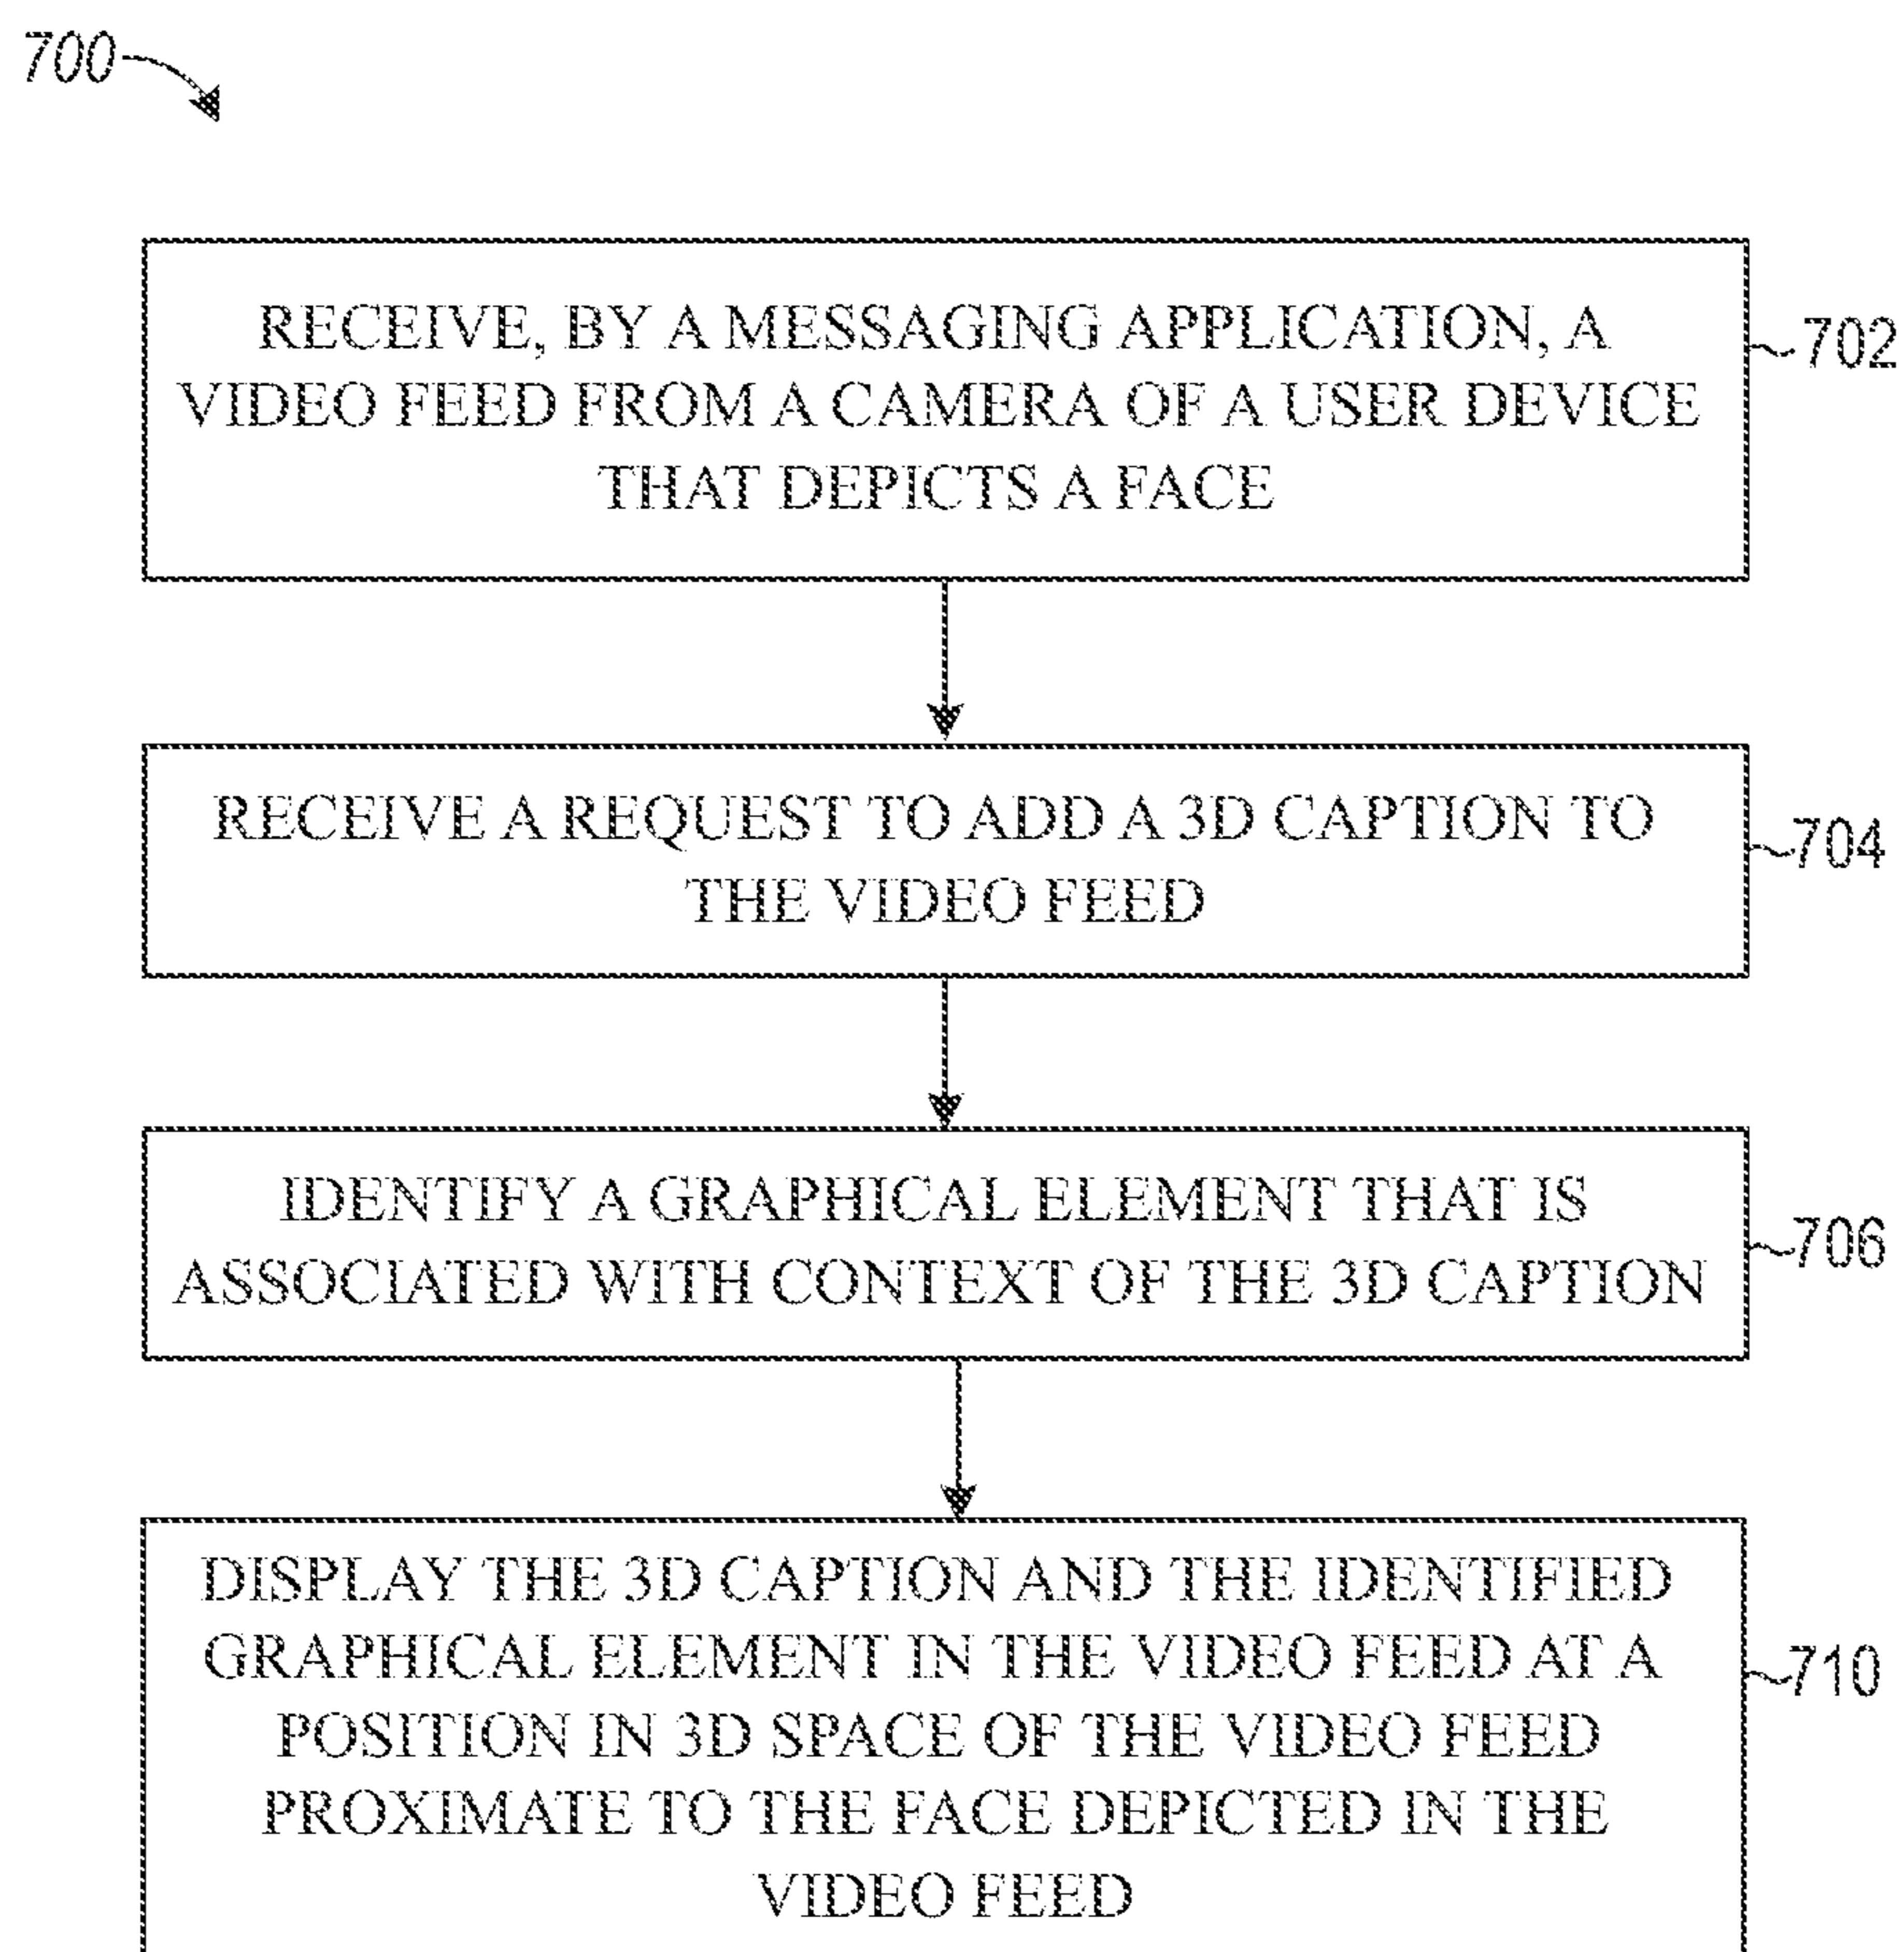 700
RECEIVE, BY A MESSAGING APPLICATION, A
VIDEO FEED FROM A CAMERA OF A USER DEVICE
THAT DEPICTS A FACE
702
RECEIVE A REQUEST TO ADD A 3D CAPTION TO
THE VIDEO FEED
704
IDENTIFY A GRAPHICAL ELEMENT THAT IS
ASSOCIATED WITH CONTEXT OF THE 3D CAPTION
706
DISPLAY THE 3D CAPTION AND THE IDENTIFIED
GRAPHICAL ELEMENT IN THE VIDEO FEED AT A
POSITION IN 3D SPACE OF THE VIDEO FEED
PROXIMATE TO THE FACE DEPICTED IN THE
VIDEO FEED
710